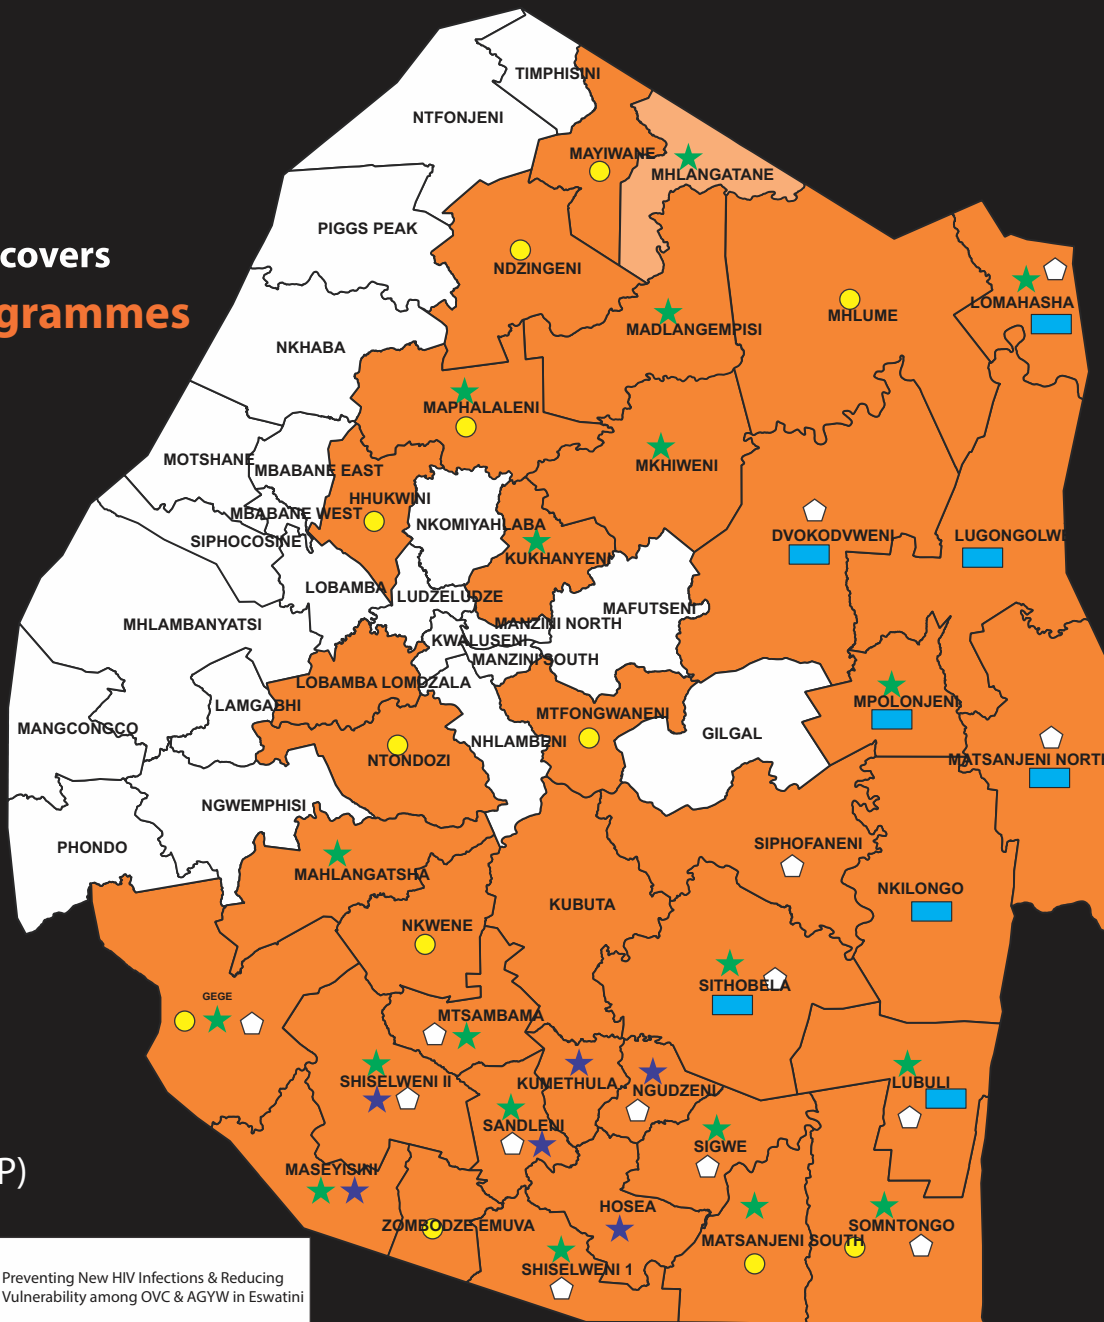 TIMPHISINI
NTFONJENI
MAYIWANE
MHLANGATANE
PIGGS PEAK
covers
NDZINGENI
grammes
LOMAHASHA
MHLUME
MADLANGEMPISI
NKHABA
MAPHALALENI
MOTSHANE
MBABANE EAST
MKHIWENI
HHUKWINI
MBABANE WEST
NKOMIYAHLABA
SIPHOCOSINE
DVOKODVWENI
LUGONGOLWE
KUKHANYENI
LOBAMBA
LUDZELUDZE
MAFUTSENI
MHLAMBANYATSI
MANZINI NORTH
KWALUSENI
MANZINI SOUTH
LOBAMBA LOMDZALA
LAMGABHI
MPOLONJENI
MTFONGWANENI
MANGCONGCO
GILGAL
NHLAMBENI
NTONDOZI
MATSANJENI NORTH
NGWEMPHISI
PHONDO
SIPHOFANENI
MAHLANGATSHA
NKILONGO
KUBUTA
NKWENE
SITHOBELA
GEGE
MTSAMBAMA
SHISELWENI II
KUMETHULA
NGUDZENI
LUBULI
SANDLENI
SIGWE
MASEYISINI
P)
HOSEA
ZOMBODZE EMUVA
SOMNTONGO
MATSANJENI SOUTH
SHISELWENI 1
Preventing New HIV Infections & Reducing
Vulnerability among OVC & AGYW in Eswatini